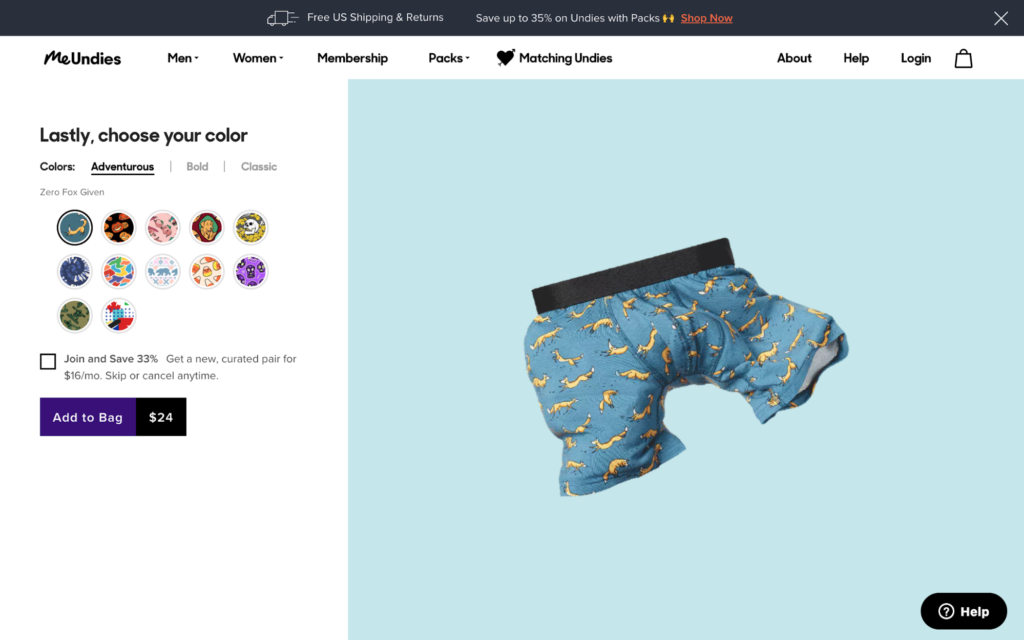 Free US Shipping & Returns
Save up to 35% on Undies with Packs 🙌 Shop Now
MeUndies
Men
Women
Membership
Packs
Matching Undies
About
Help
Login
Lastly, choose your color
Colors: Adventurous | Bold | Classic
Zero Fox Given
Join and Save 33% Get a new, curated pair for
$16/mo. Skip or cancel anytime.
Add to Bag $24
Help